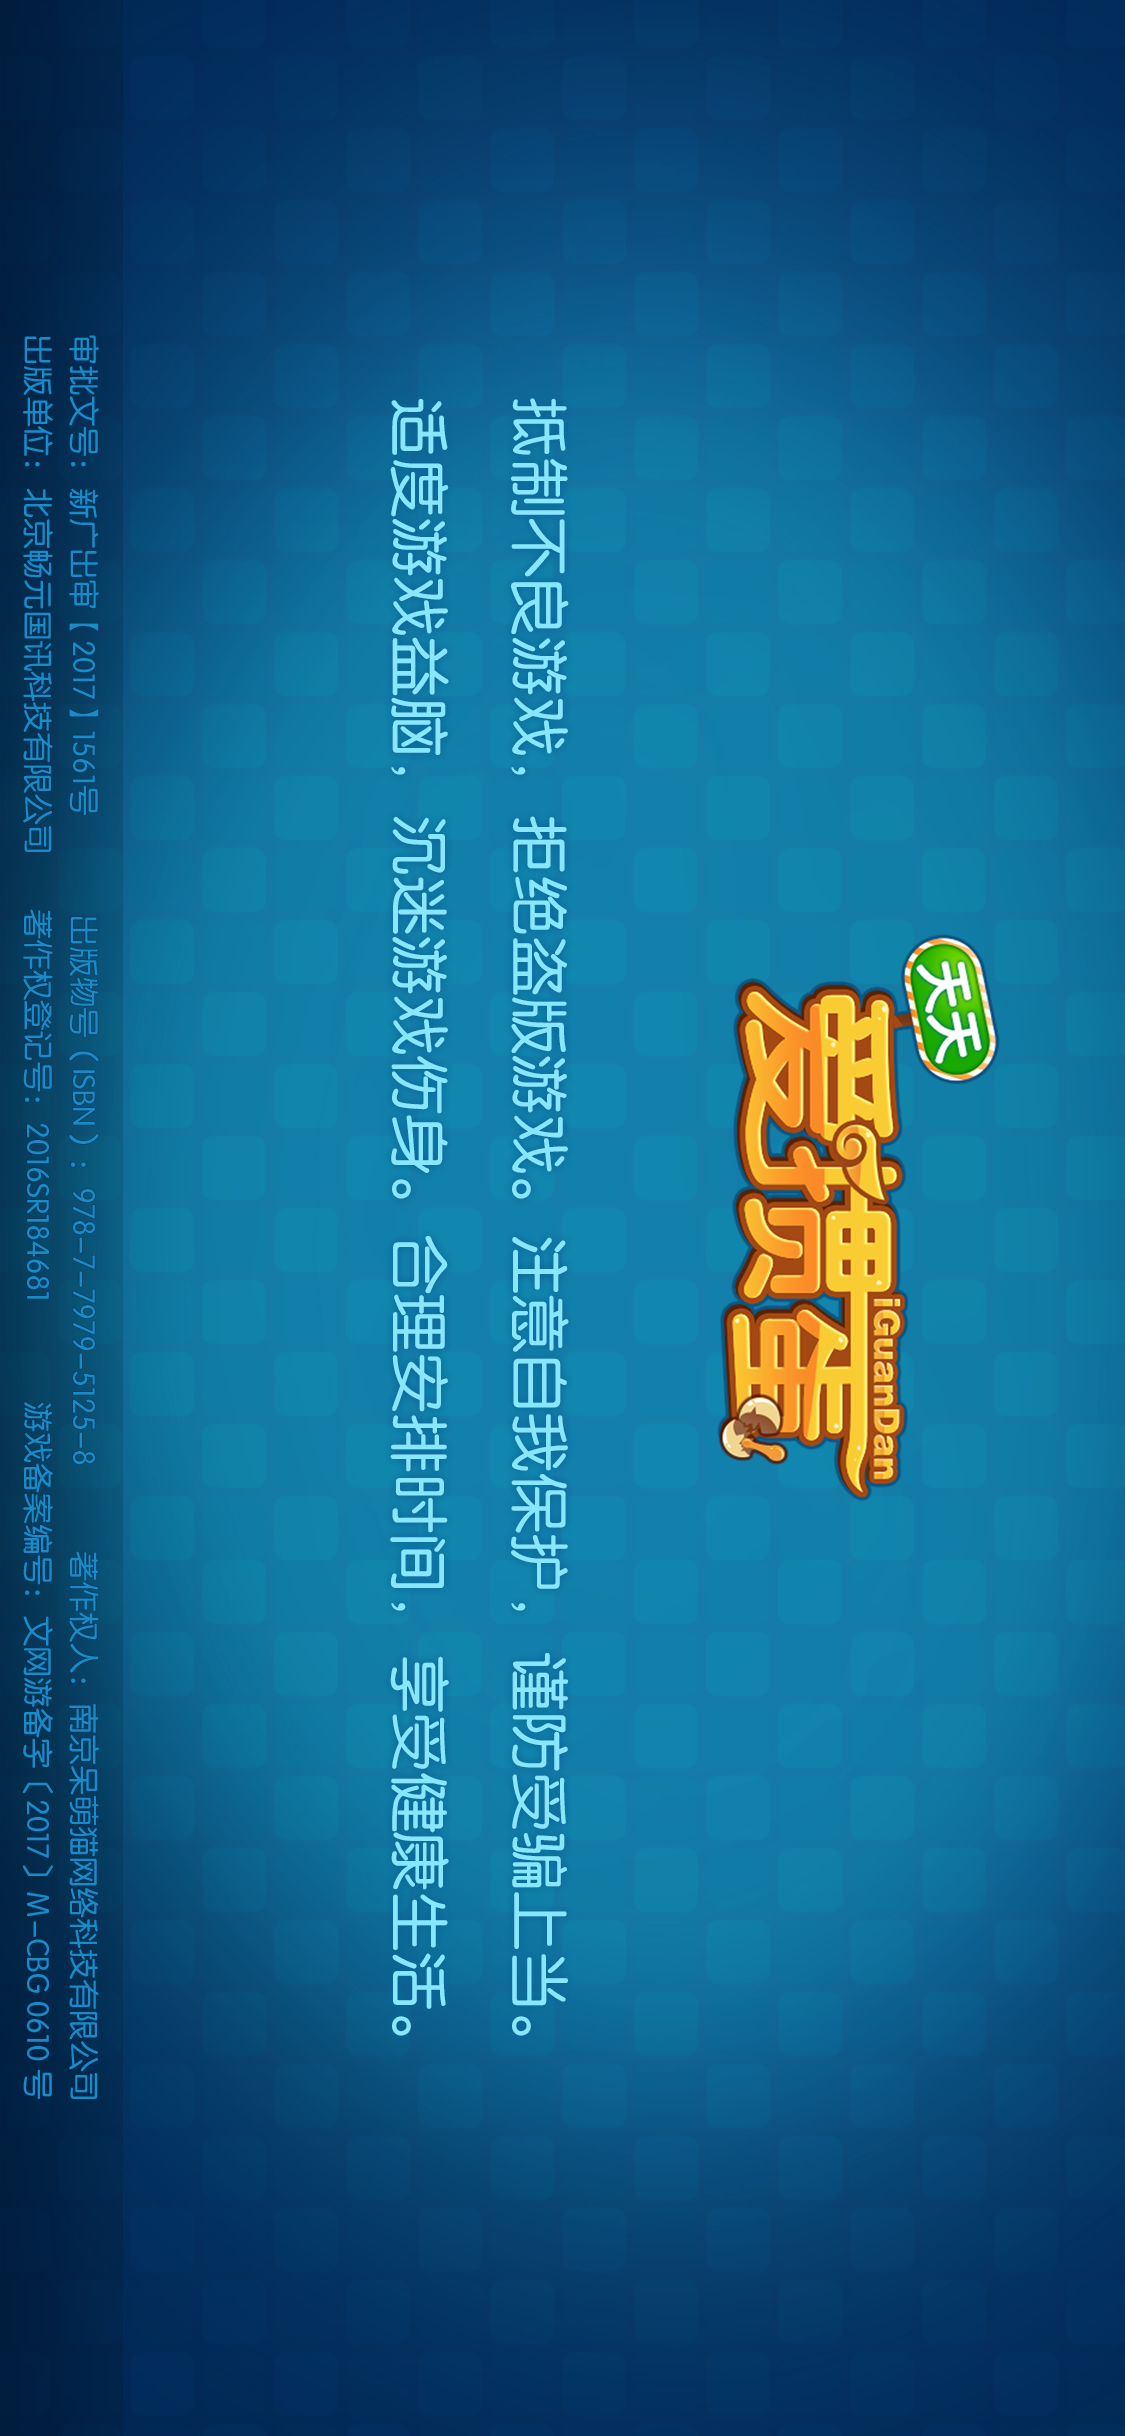 天天
爱掼蛋
iGuanDan
抵制不良游戏，拒绝盗版游戏。注意自我保护，谨防受骗上当。
适度游戏益脑，沉迷游戏伤身。合理安排时间，享受健康生活。
审批文号：新广出审【2017】1561号 出版物号（ISBN）：978-7-7979-5125-8 著作权人：南京呆萌猫网络科技有限公司
出版单位：北京畅元国讯科技有限公司 著作权登记号：2016SR184681 游戏备案编号：文网游备字〔2017〕M-CBG 0610 号